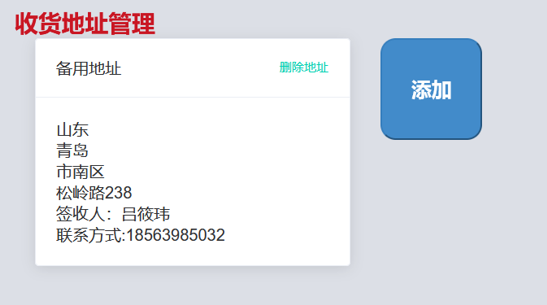 收货地址管理
备用地址 删除地址
添加
山东
青岛
市南区
松岭路238
签收人：吕筱玮
联系方式:18563985032